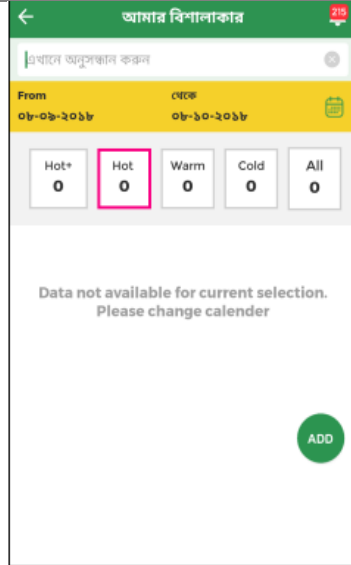 আমার বিশালাকার
215
এখানে অনুসন্ধান করুন
From থেকে
০৮-০৯-২০১৮ ০৮-১০-২০১৮
Hot+ Hot Warm Cold All
0 0 0 0 0
Data not available for current selection.
Please change calender
ADD